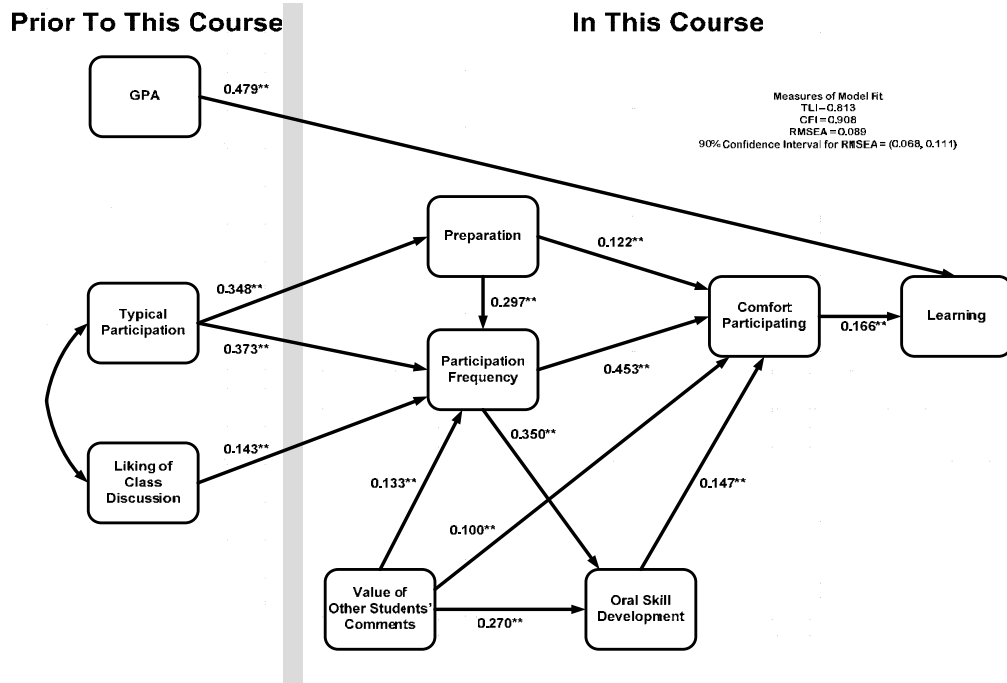 Prior To This Course
In This Course
GPA
0.479**
Measures of Model Fit
TLI=0.813
CFI=0.908
RMSEA=0.089
90% Confidence Interval for RMSEA = (0.068, 0.111)
Preparation
0.122**
0.348**
0.297**
Typical
Participation
Comfort
Participating
0.166**
Learning
0.373**
Participation
Frequency
0.453**
0.350**
0.143**
Liking of
Class
Discussion
0.133**
0.100**
0.147**
Value of
Other Students'
Comments
0.270**
Oral Skill
Development